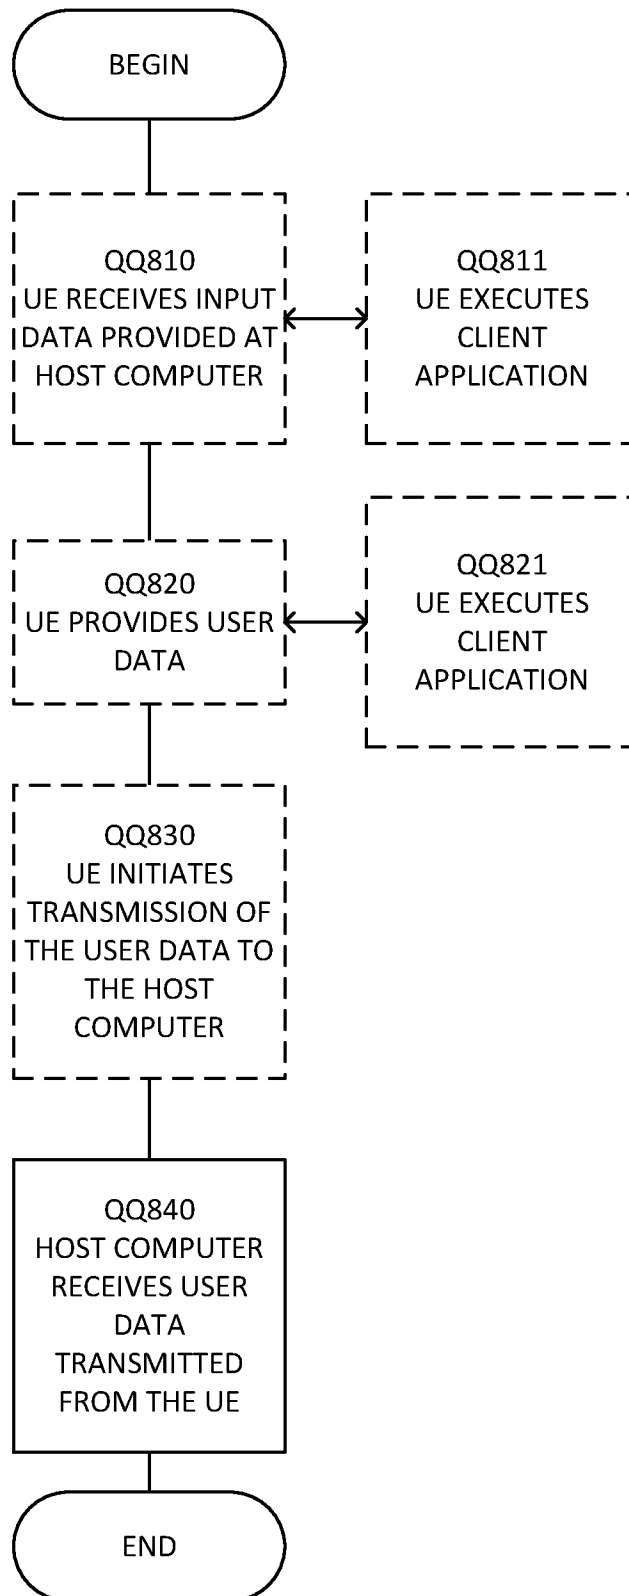 BEGIN
QQ810
UE RECEIVES INPUT
DATA PROVIDED AT
HOST COMPUTER
QQ811
UE EXECUTES
CLIENT
APPLICATION
QQ820
UE PROVIDES USER
DATA
QQ821
UE EXECUTES
CLIENT
APPLICATION
QQ830
UE INITIATES
TRANSMISSION OF
THE USER DATA TO
THE HOST
COMPUTER
QQ840
HOST COMPUTER
RECEIVES USER
DATA
TRANSMITTED
FROM THE UE
END